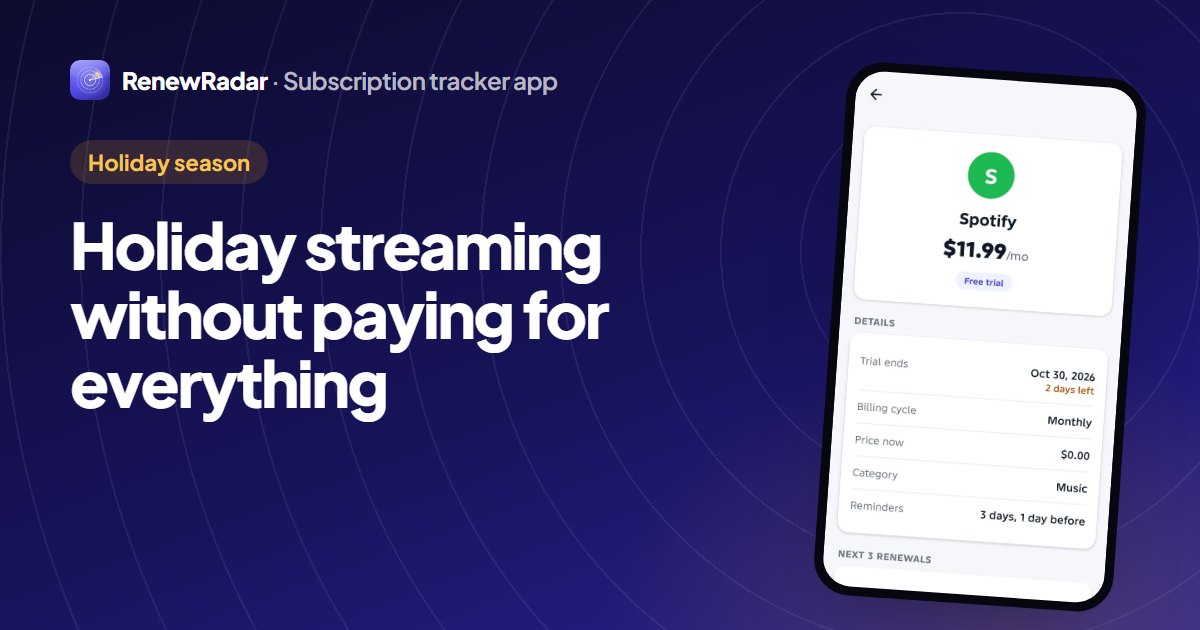 RenewRadar · Subscription tracker app
Holiday season
Holiday streaming
without paying for
everything
S
Spotify
$11.99/mo
Free trial
DETAILS
Trial ends
Oct 30, 2026
2 days left
Billing cycle
Monthly
Price now
$0.00
Category
Music
Reminders
3 days, 1 day before
NEXT 3 RENEWALS